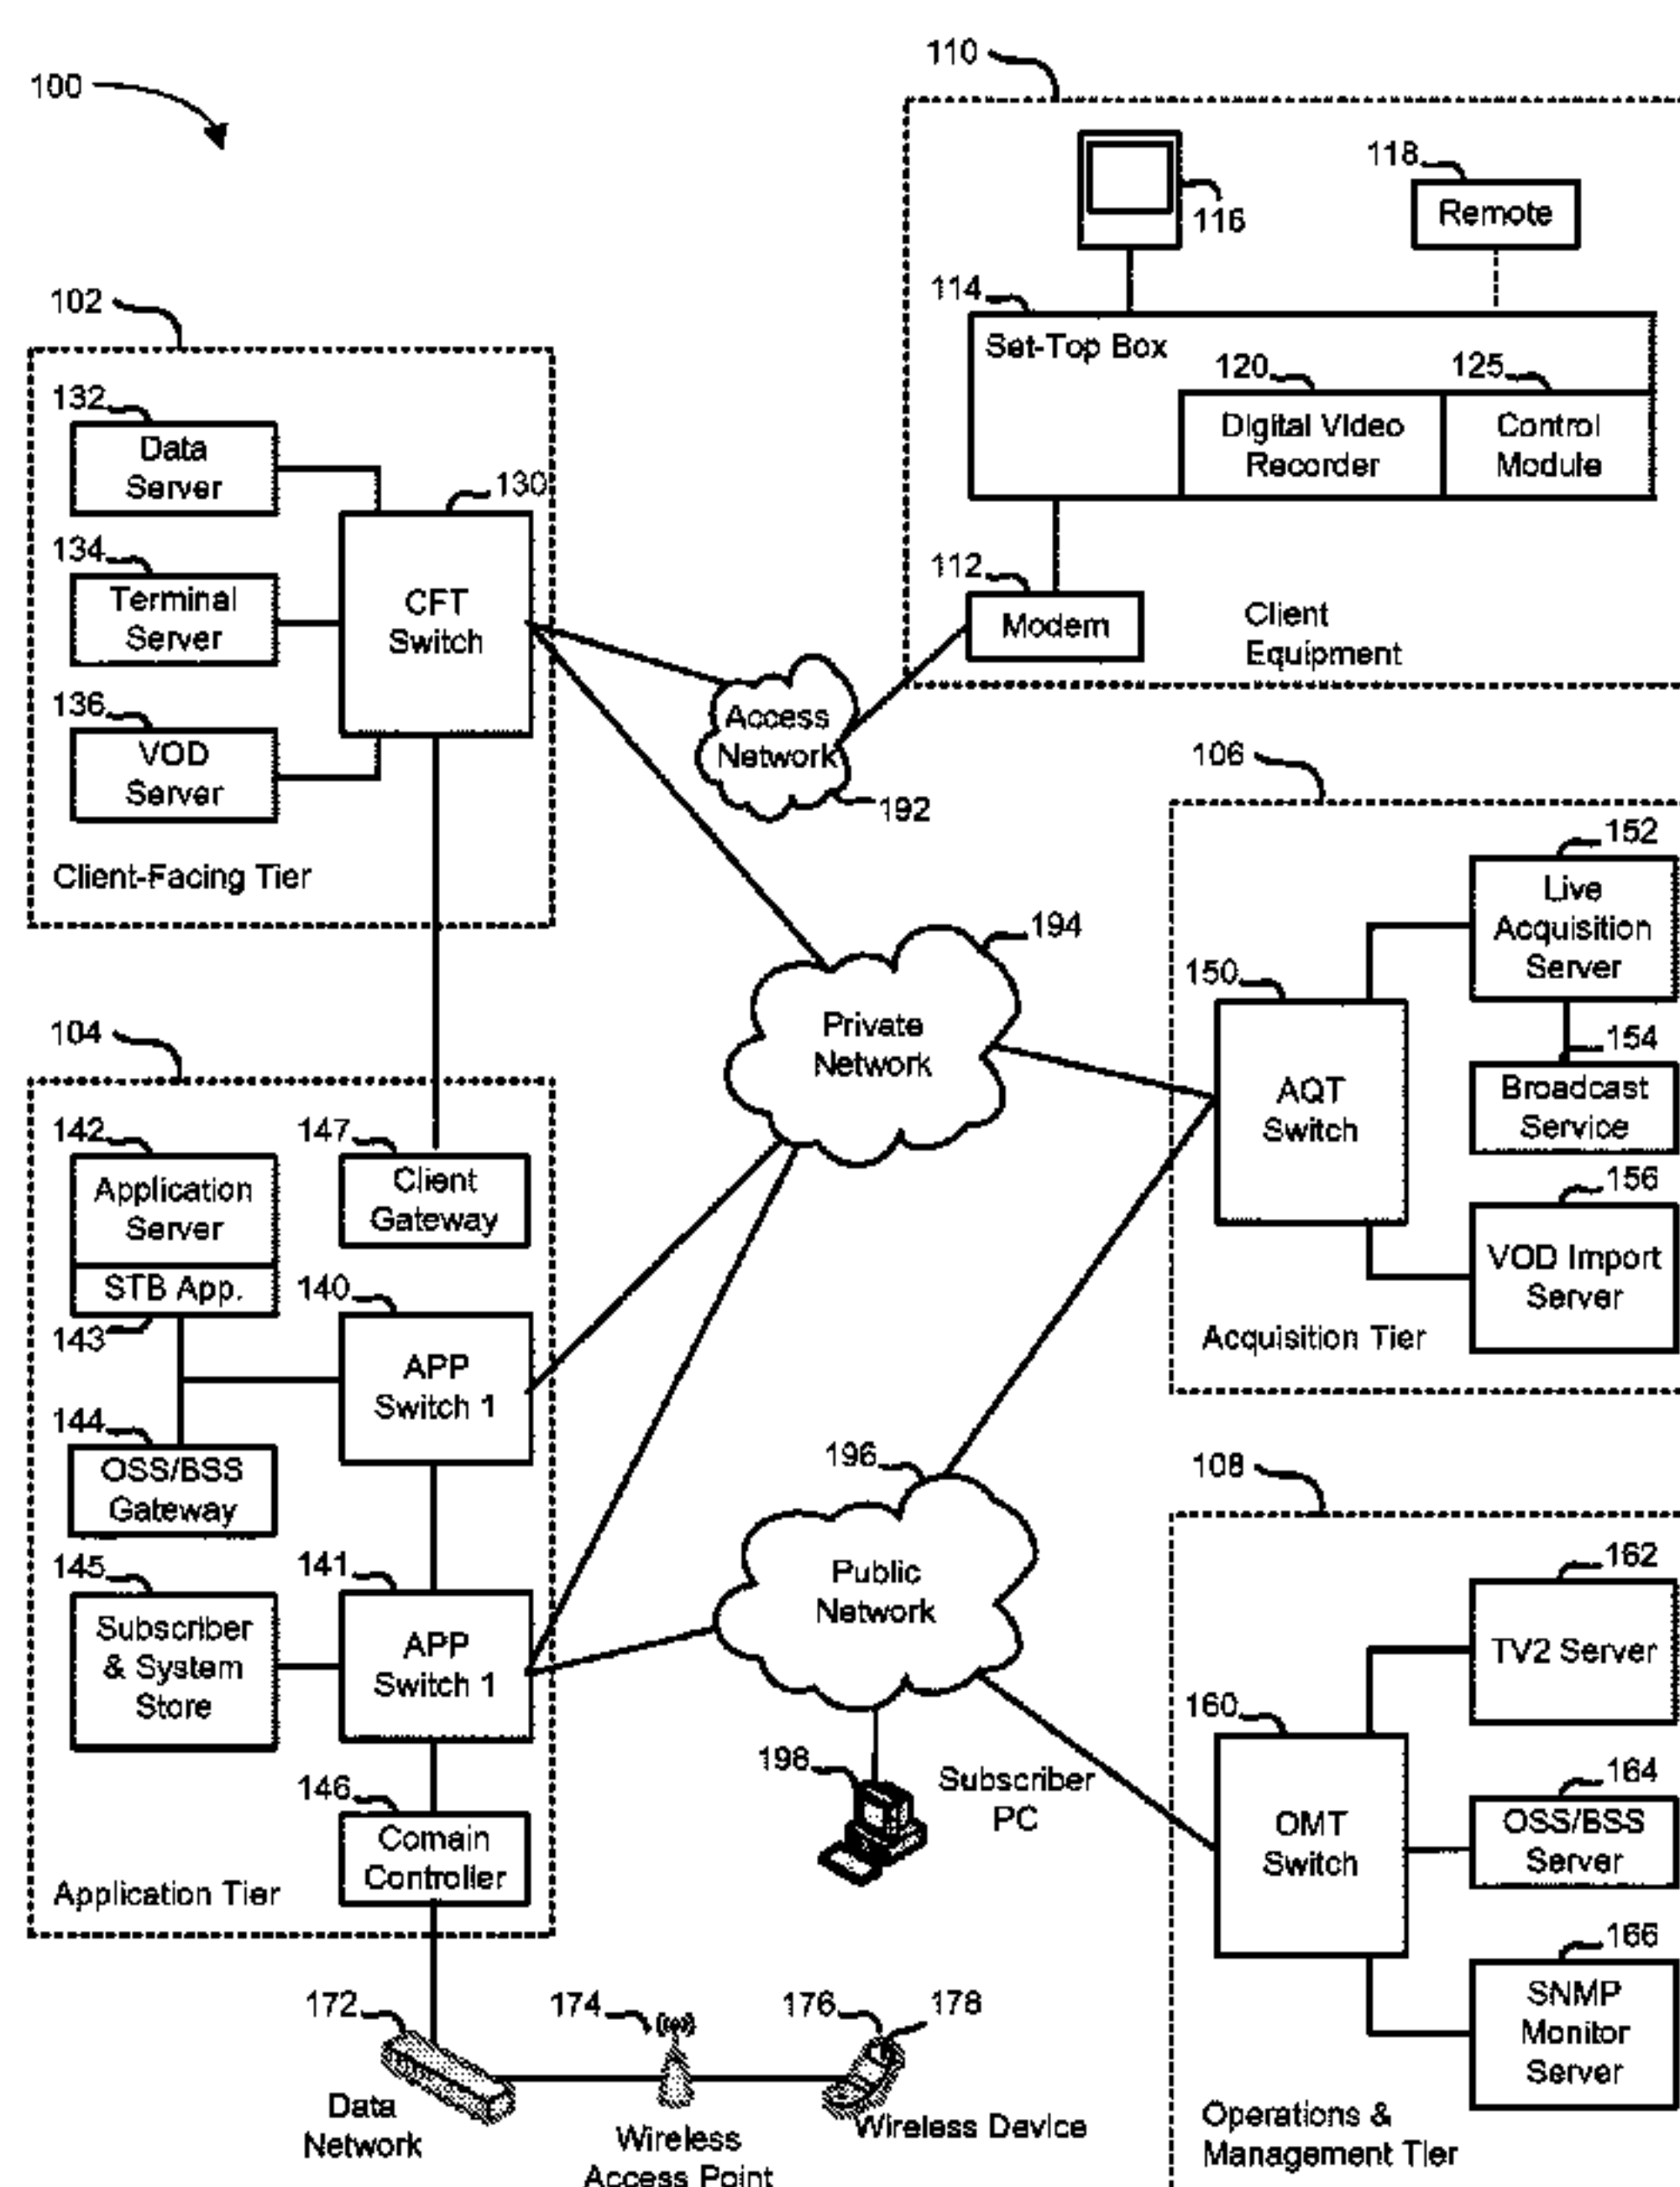 100
110
116
118
Remote
114
Set-Top Box
120
Digital Video
Recorder
125
Control
Module
112
Modem
Client
Equipment
102
132
Data
Server
130
134
Terminal
Server
CFT
Switch
136
VOD
Server
Client-Facing Tier
Access
Network
192
194
Private
Network
106
152
Live
Acquisition
Server
150
AQT
Switch
154
Broadcast
Service
156
VOD Import
Server
Acquisition Tier
104
142
Application
Server
STB App.
143
147
Client
Gateway
140
APP
Switch 1
144
OSS/BSS
Gateway
145
Subscriber
& System
Store
141
APP
Switch 1
146
Comain
Controller
Application Tier
196
Public
Network
198
Subscriber
PC
108
162
TV2 Server
160
OMT
Switch
164
OSS/BSS
Server
166
SNMP
Monitor
Server
Operations &
Management Tier
172
Data
Network
174
Wireless
Access Point
176
178
Wireless Device